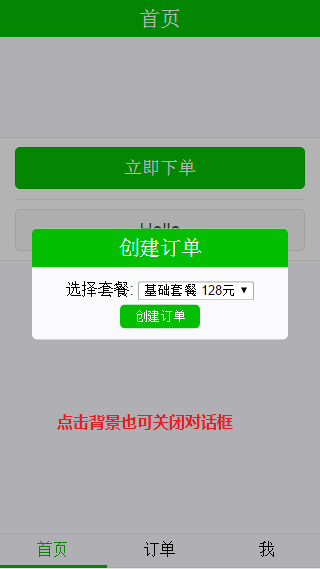 首页
立即下单
Hello
创建订单
选择套餐: 基础套餐 128元
创建订单
点击背景也可关闭对话框
首页 订单 我